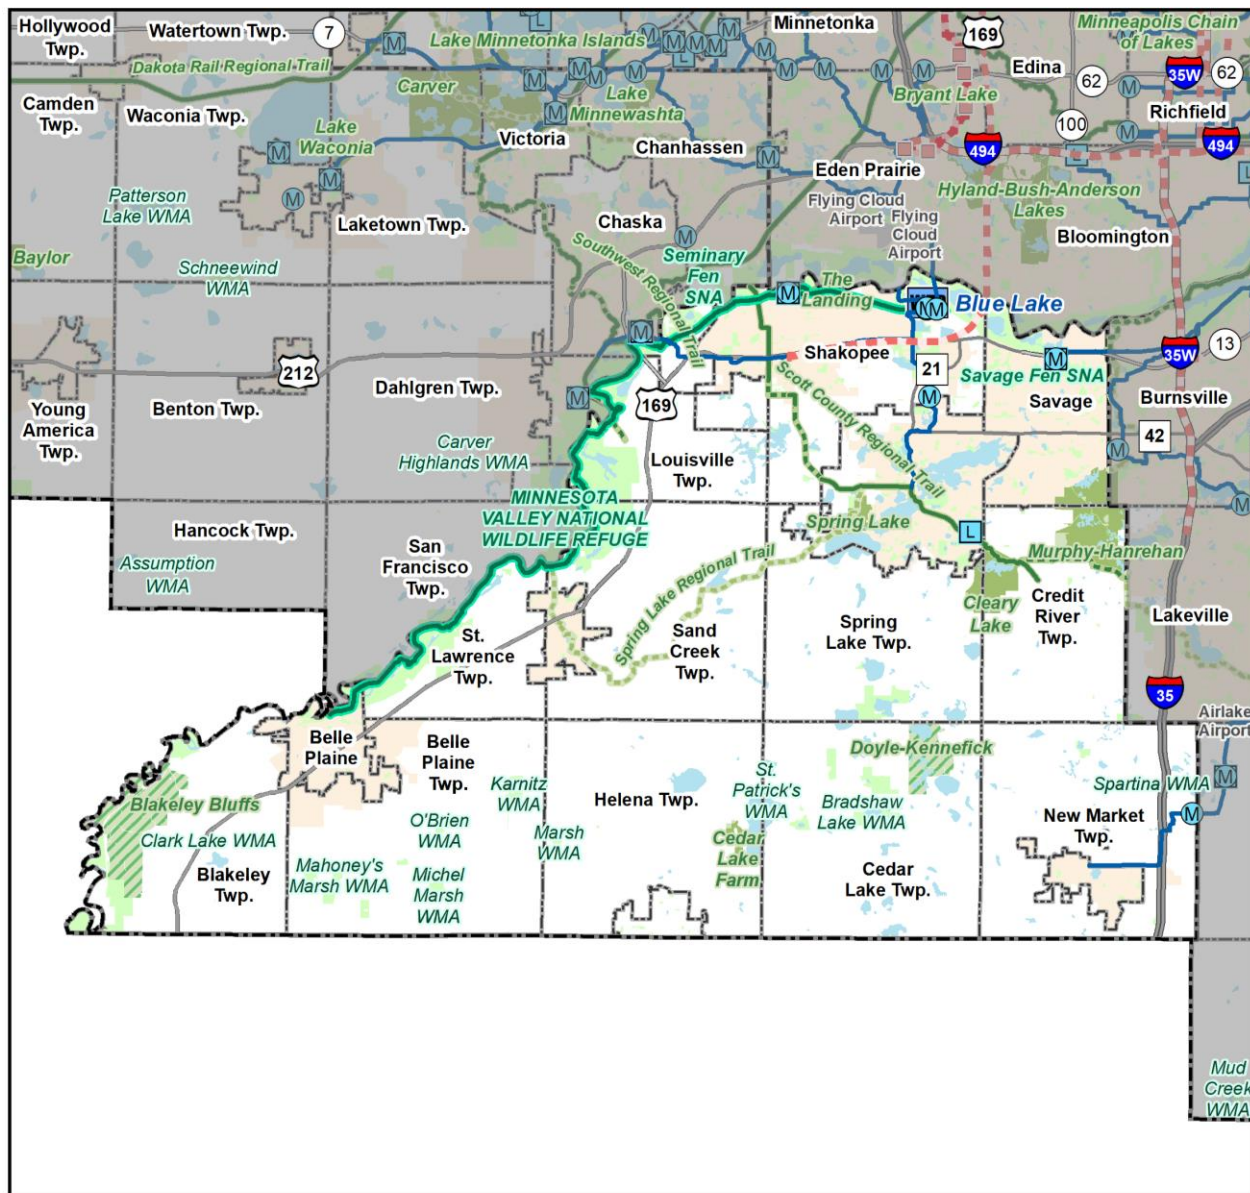 Hollywood
Twp.
Watertown Twp.
7
Minnetonka
169
Minneapolis Chain
of Lakes
Lake Minnetonka Islands
L
M
Edina
62
35W
62
Dakota Rail Regional Trail
Carver
Bryant Lake
Camden
Twp.
Waconia Twp.
Lake
Minnewashta
Richfield
100
Lake
Waconia
Victoria
Chanhassen
494
494
Eden Prairie
Patterson
Lake WMA
Hyland-Bush-Anderson
Lakes
Flying Cloud
Airport
Flying
Cloud
Airport
Laketown Twp.
Chaska
Bloomington
Baylor
Schneewind
WMA
Southwest Regional Trail
Seminary
Fen
SNA
The
Landing
Blue Lake
212
Shakopee
21
35W
13
Dahlgren Twp.
Savage Fen SNA
Young
America
Twp.
Benton Twp.
169
Scott County Regional Trail
Savage
Burnsville
Carver
Highlands WMA
42
Louisville
Twp.
MINNESOTA
VALLEY NATIONAL
WILDLIFE REFUGE
Hancock Twp.
Spring Lake
L
Assumption
WMA
San
Francisco
Twp.
Spring Lake Regional Trail
Murphy-Hanrehan
Cleary
Lake
Credit
River
Twp.
Lakeville
St.
Lawrence
Twp.
Sand
Creek
Twp.
Spring
Lake Twp.
35
Airlake
Airport
Belle
Plaine
Belle
Plaine
Twp.
Doyle-Kennefick
Blakeley Bluffs
Karnitz
WMA
Helena Twp.
St.
Patrick's
WMA
Bradshaw
Lake WMA
Spartina WMA
M
M
New Market
Twp.
Clark Lake WMA
O'Brien
WMA
Marsh
WMA
Cedar
Lake
Farm
Blakeley
Twp.
Mahoney's
Marsh WMA
Michel
Marsh
WMA
Cedar
Lake Twp.
Mud
Creek
WMA